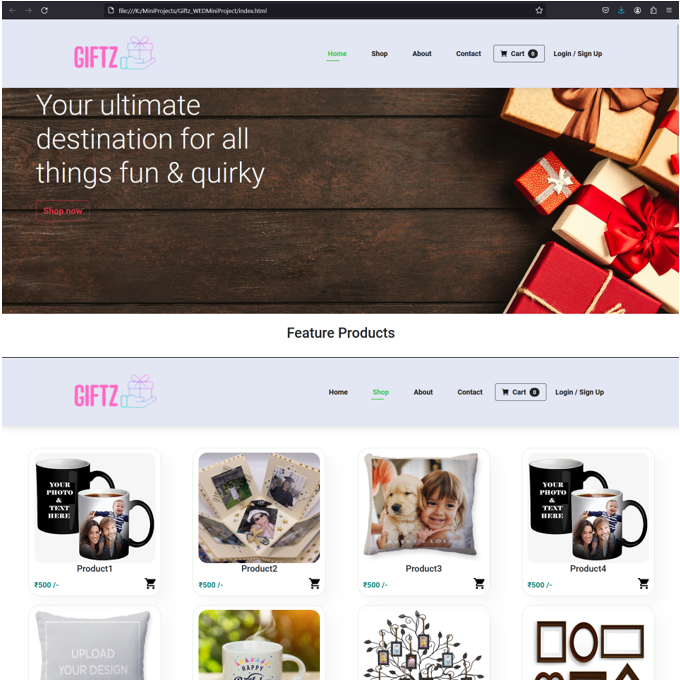 file:///K:/MiniProjects/Giftz_WEDMiniProject/index.html
GIFTZ
Home Shop About Contact Cart 0 Login / Sign Up
Your ultimate
destination for all
things fun & quirky
Shop now
Feature Products
GIFTZ
Home Shop About Contact Cart 0 Login / Sign Up
YOUR
PHOTO
&
TEXT
HERE
YOUR
PHOTO
&
TEXT
HERE
Product1 Product2 Product3 Product4
₹500 /- ₹500 /- ₹500 /- ₹500 /-
UPLOAD
YOUR DESIGN
HAPPY